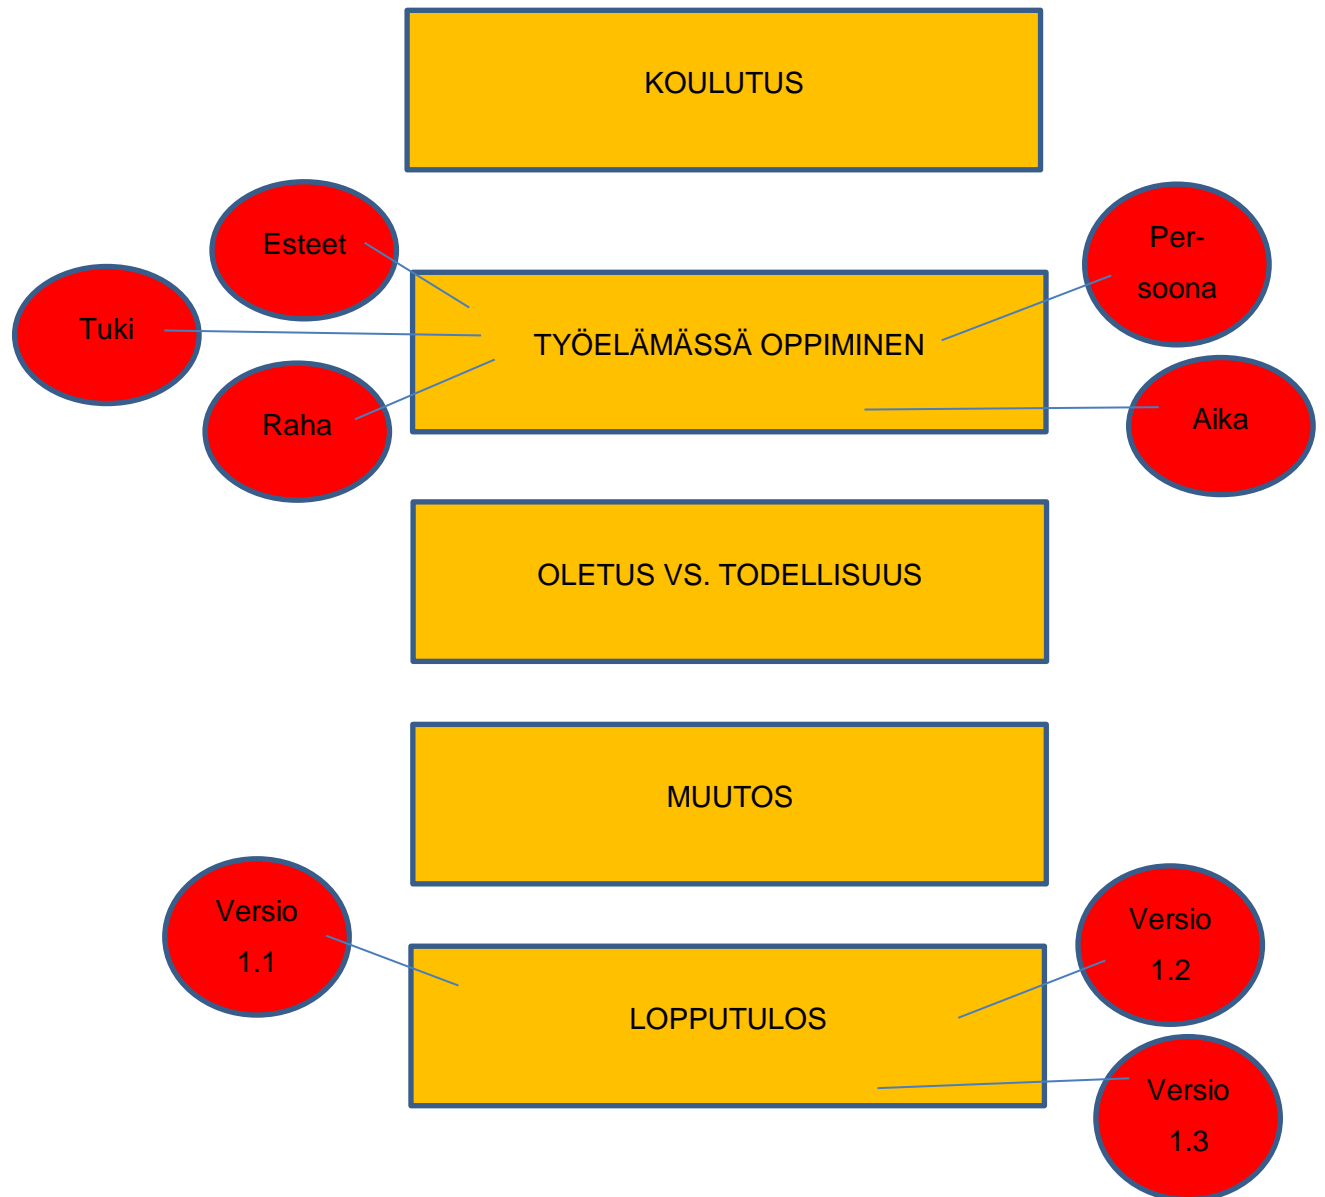 KOULUTUS
Esteet
Per-
soona
Tuki
TYÖELÄMÄSSÄ OPPIMINEN
Raha
Aika
OLETUS VS. TODELLISUUS
MUUTOS
Versio
1.1
Versio
1.2
LOPPUTULOS
Versio
1.3